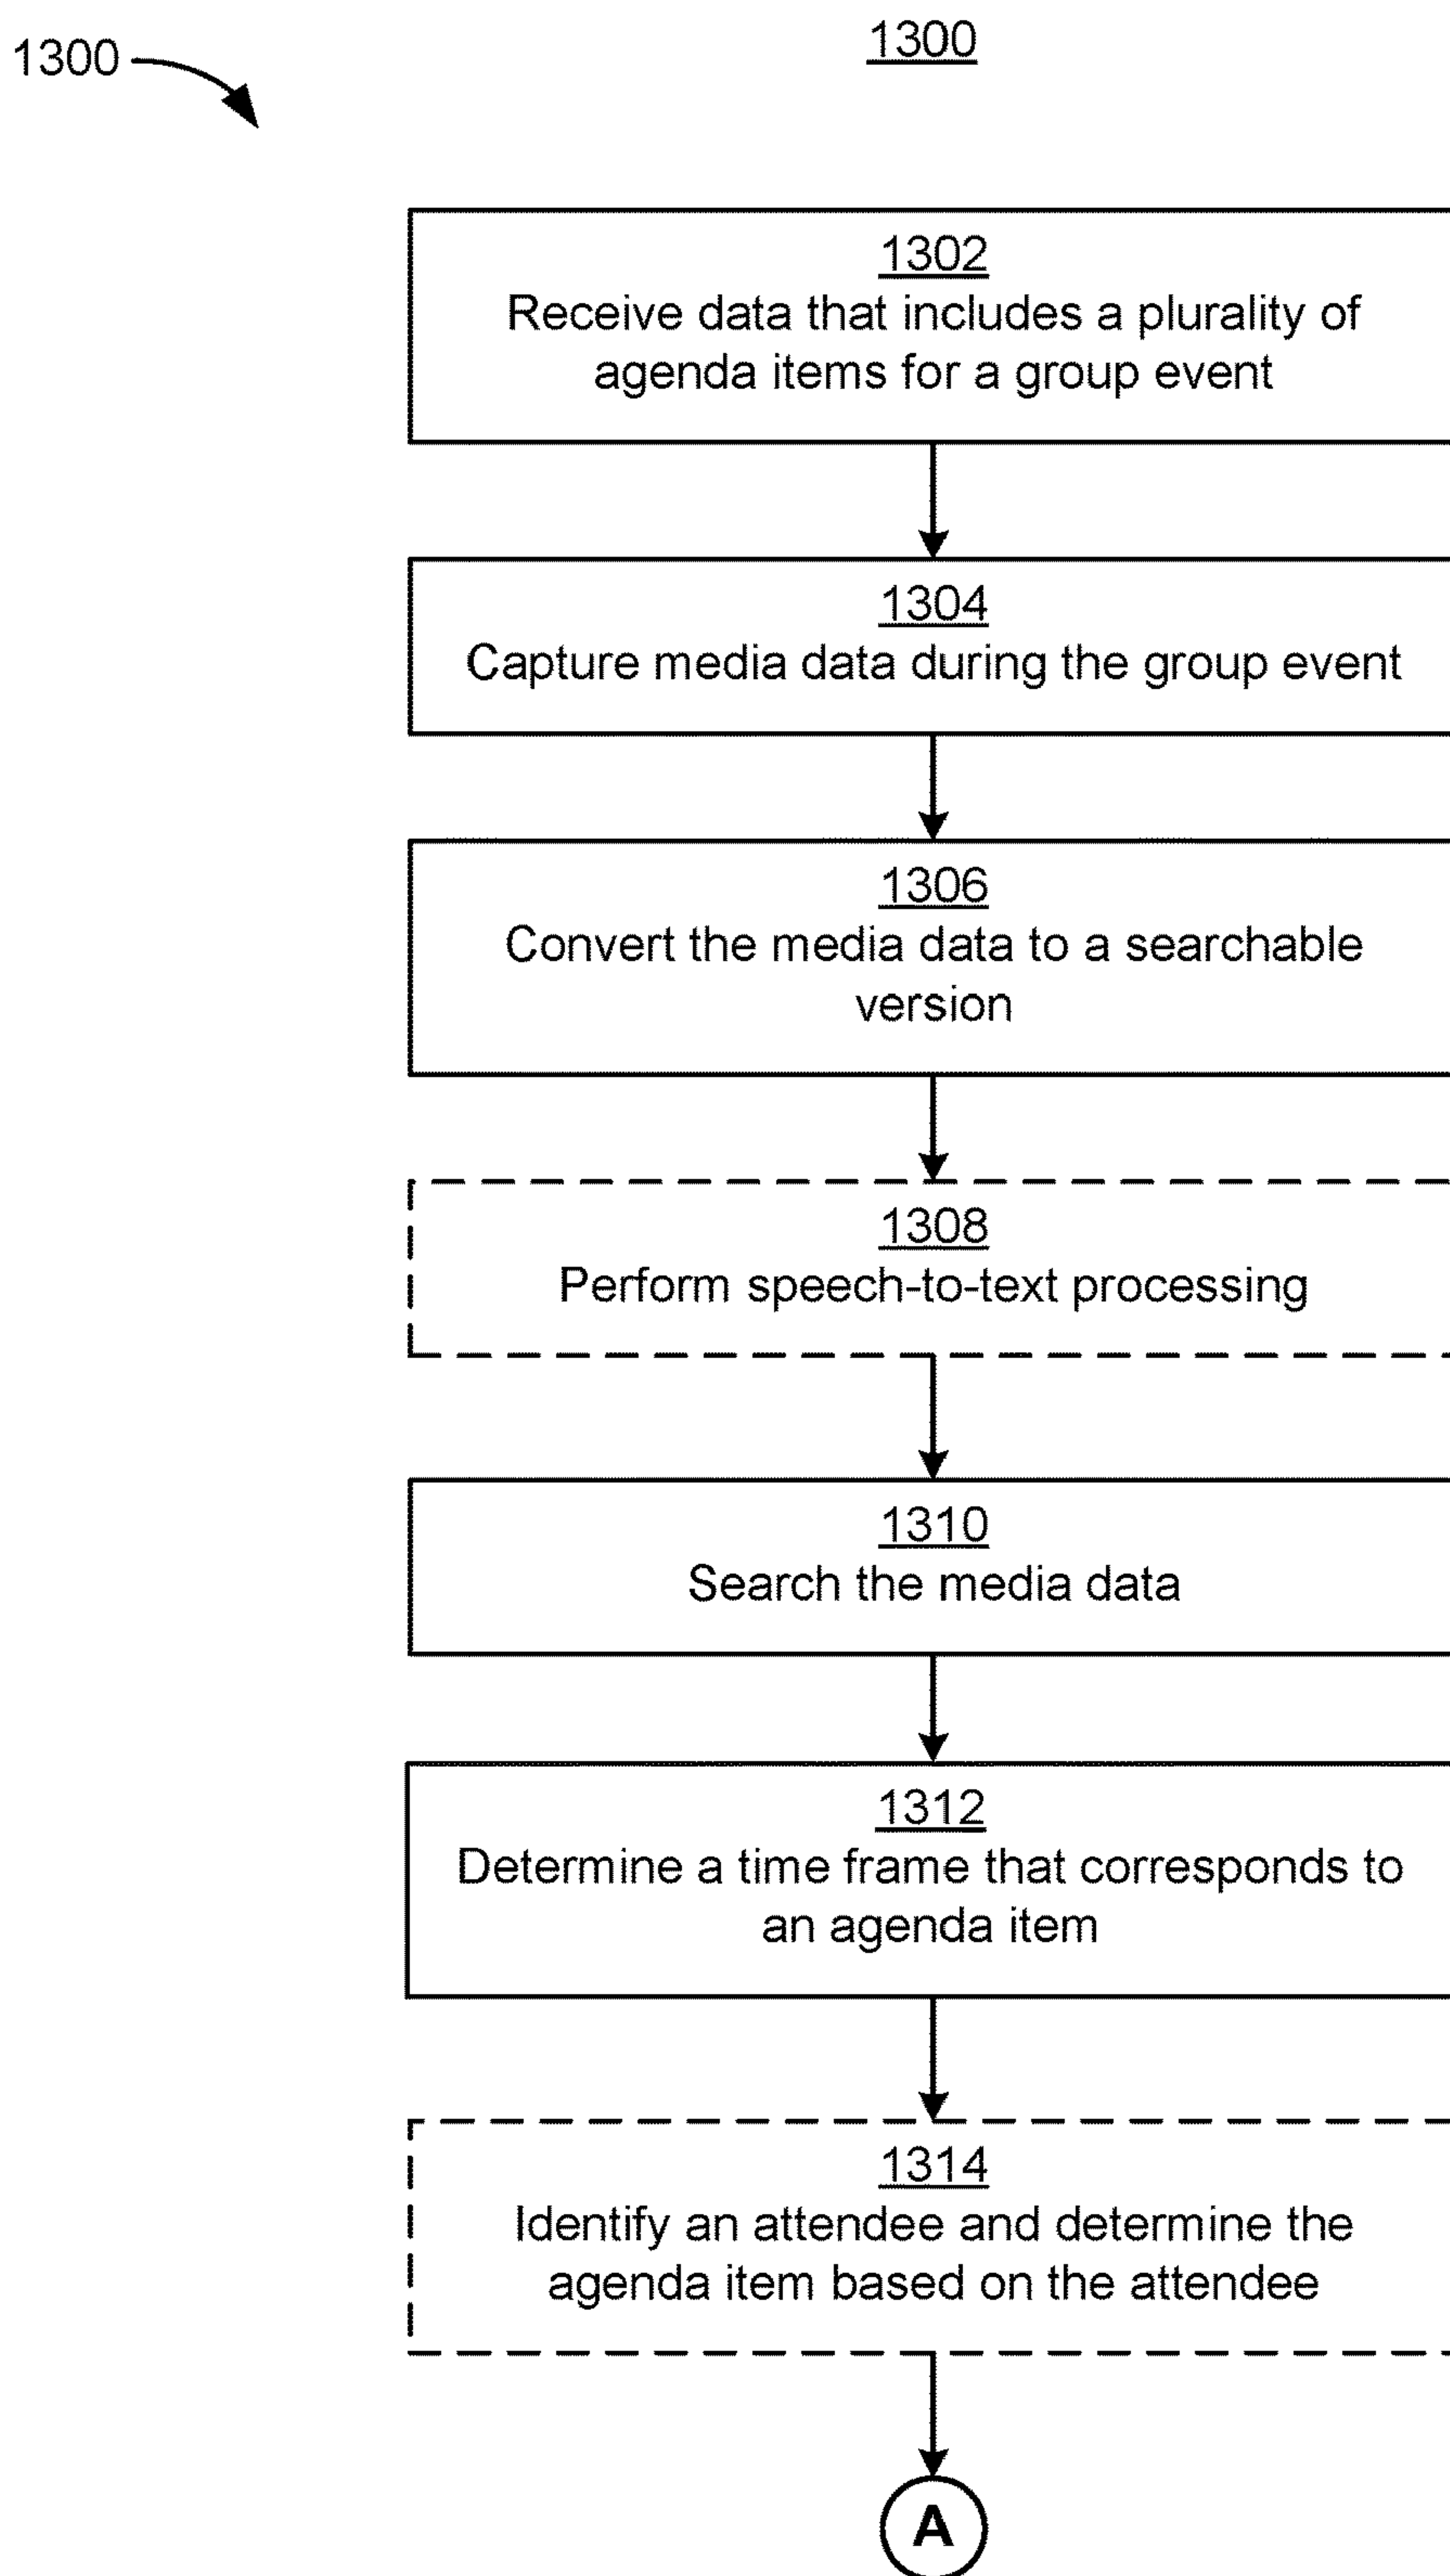 1300
1300
1302
Receive data that includes a plurality of
agenda items for a group event
1304
Capture media data during the group event
1306
Convert the media data to a searchable
version
1308
Perform speech-to-text processing
1310
Search the media data
1312
Determine a time frame that corresponds to
an agenda item
1314
Identify an attendee and determine the
agenda item based on the attendee
A